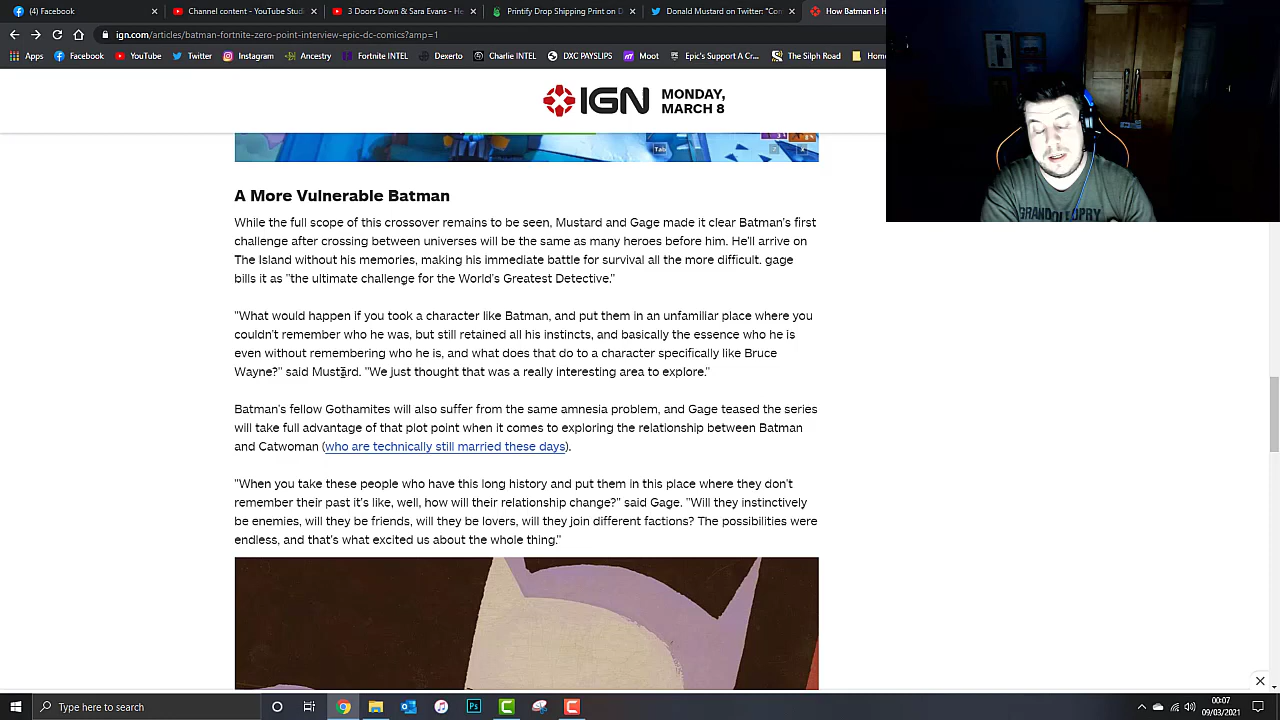 (4) Facebook
Channel content - YouTube Stud
3 Doors Down & Sara Evans - He
Printify Drop Shipping Print on D
Donald Mustard on Twitter: "Co
How Batman Is H
ign.com/articles/batman-fortnite-zero-point-interview-epic-dc-comics?amp=1
Apps Facebook YouTube Twitter Instagram Ancestry Fortnite INTEL Dexerto Charlie INTEL DXC PAYSLIPS Moot Epic's Support A Cr... The Silph Road Home
IGN MONDAY,
MARCH 8
Tab
A More Vulnerable Batman
While the full scope of this crossover remains to be seen, Mustard and Gage made it clear Batman's first
challenge after crossing between universes will be the same as many heroes before him. He'll arrive on
The Island without his memories, making his immediate battle for survival all the more difficult. gage
bills it as "the ultimate challenge for the World's Greatest Detective."
"What would happen if you took a character like Batman, and put them in an unfamiliar place where you
couldn't remember who he was, but still retained all his instincts, and basically the essence who he is
even without remembering who he is, and what does that do to a character specifically like Bruce
Wayne?" said Mustard. "We just thought that was a really interesting area to explore."
Batman's fellow Gothamites will also suffer from the same amnesia problem, and Gage teased the series
will take full advantage of that plot point when it comes to exploring the relationship between Batman
and Catwoman (who are technically still married these days).
"When you take these people who have this long history and put them in this place where they don't
remember their past it's like, well, how will their relationship change?" said Gage. "Will they instinctively
be enemies, will they be friends, will they be lovers, will they join different factions? The possibilities were
endless, and that's what excited us about the whole thing."
GRAND OLE OPRY
Type here to search
00:07
09/03/2021